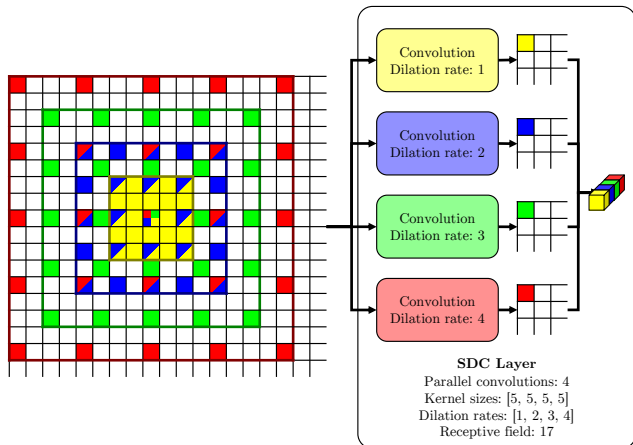 Convolution
Dilation rate: 1
Convolution
Dilation rate: 2
Convolution
Dilation rate: 3
Convolution
Dilation rate: 4
SDC Layer
Parallel convolutions: 4
Kernel sizes: [5, 5, 5, 5]
Dilation rates: [1, 2, 3, 4]
Receptive field: 17